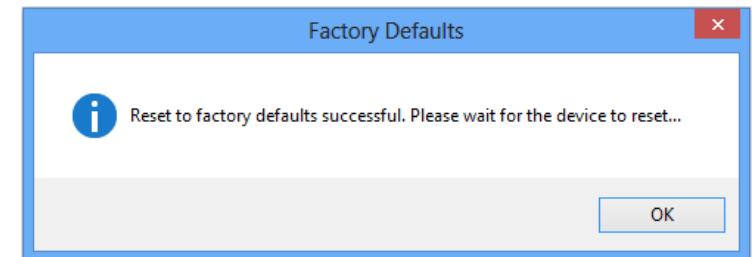 Factory Defaults
Reset to factory defaults successful. Please wait for the device to reset...
OK